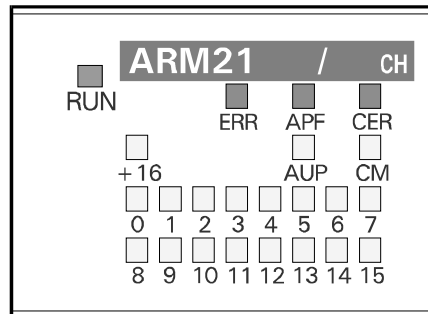 ARM21 / CH
RUN
ERR APF CER
+16 AUP CM
0 1 2 3 4 5 6 7
8 9 10 11 12 13 14 15